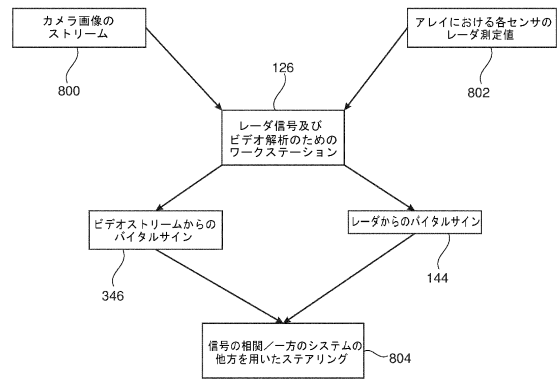 カメラ画像の
ストリーム
800
アレイにおける各センサの
レーダ測定値
802
126
レーダ信号及び
ビデオ解析のための
ワークステーション
ビデオストリームからの
バイタルサイン
346
レーダからのバイタルサイン
144
信号の相関／一方のシステムの
他方を用いたステアリング
804